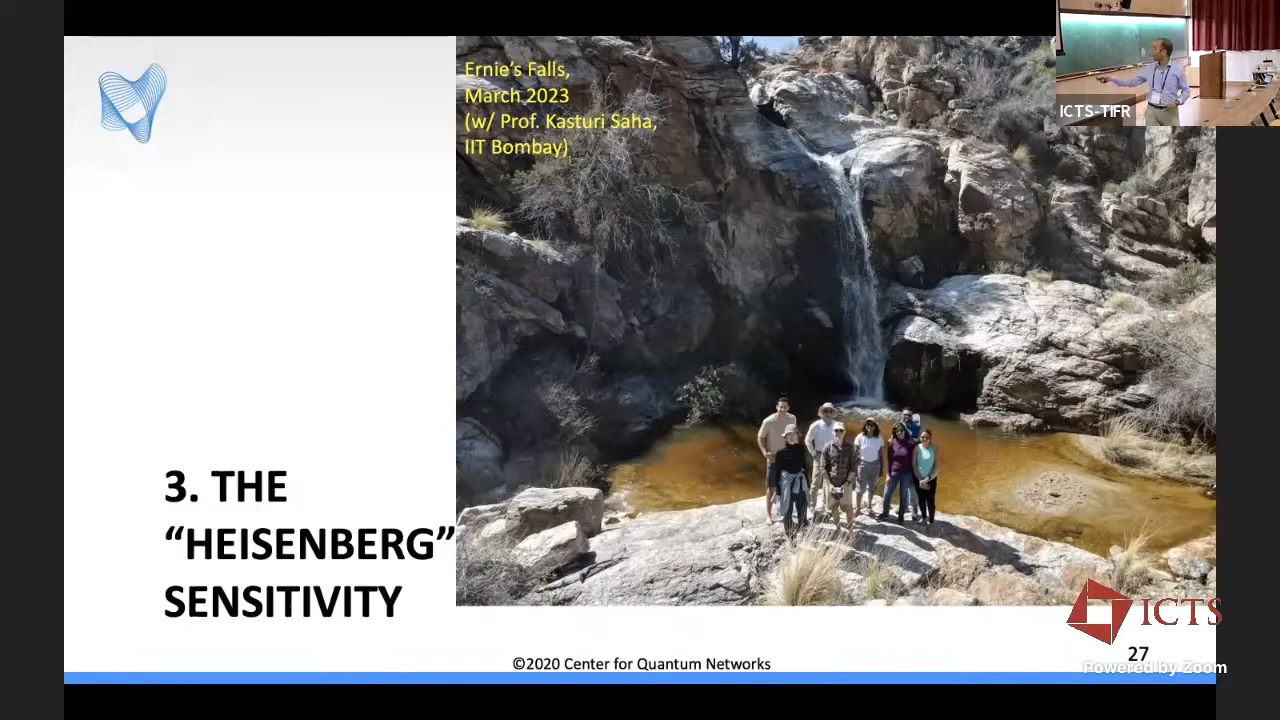 Ernie's Falls,
March 2023
(w/ Prof. Kasturi Saha,
IIT Bombay)
ICTS-TIFR
3. THE
“HEISENBERG”
SENSITIVITY
ICTS
27
©2020 Center for Quantum Networks
Powered by Zoom